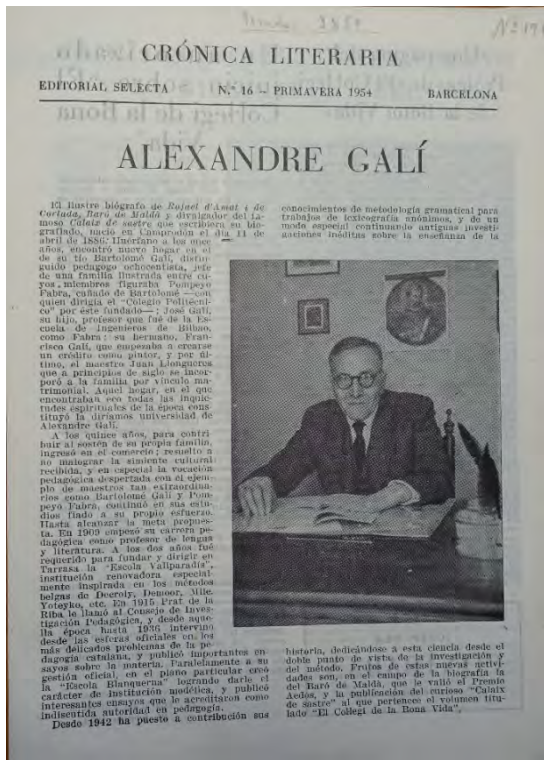 CRÓNICA LITERARIA
EDITORIAL SELECTA N.º 16 — PRIMAVERA 1954 BARCELONA
ALEXANDRE GALÍ
El ilustre biógrafo de Rafael d'Amat i de
Cortada, Baró de Maldà y divulgador del fa-
moso Calaix de sastre que escribiera su bio-
grafiado, nació en Camprodón el día 11 de
abril de 1886. Huérfano a los once
años, encontró nuevo hogar en el
de su tío Bartolomé Galí, distin-
guido pedagogo ochocentista, jefe
de una familia ilustrada entre cu-
yos miembros figuraba Pompeyo
Fabra, cuñado de Bartolomé —con
quien dirigía el "Colegio Politécni-
co" por éste fundado—; José Galí,
su hijo, profesor que fué de la Es-
cuela de Ingenieros de Bilbao,
como Fabra; su hermano, Fran-
cisco Galí, que empezaba a crearse
un crédito como pintor, y por úl-
timo, el maestro Juan Llongueres
que a principios de siglo se incor-
poró a la familia por vínculo ma-
trimonial. Aquel hogar, en el que
encontraban eco todas las inquie-
tudes espirituales de la época cons-
tituyó la diríamos universidad de
Alexandre Galí.
A los quince años, para contri-
buir al sostén de su propia familia,
ingresó en el comercio; resuelto a
no malograr la simiente cultural
recibida, y en especial la vocación
pedagógica despertada con el ejem-
plo de maestros tan extraordina-
rios como Bartolomé Galí y Pom-
peyo Fabra, continuó en sus estu-
dios fiado a su propio esfuerzo.
Hasta alcanzar la meta propues-
ta. En 1909 empezó su carrera pe-
dagógica como profesor de lengua
y literatura. A los dos años fué
requerido para fundar y dirigir en
Tarrasa la "Escola Vallparadís",
institución renovadora especial-
mente inspirada en los métodos
belgas de Decroly, Demoor, Mlle.
Yoteyko, etc. En 1915 Prat de la
Riba le llamó al Consejo de Inves-
tigación Pedagógica, y desde aque-
lla época hasta 1936 intervino
desde las esferas oficiales en los
más delicados problemas de la pe-
dagogía catalana, y publicó importantes en-
sayos sobre la materia. Paralelamente a su
gestión oficial, en el plano particular creó
la "Escola Blanquerna" logrando darle el
carácter de institución modélica, y publicó
interesantes ensayos que le acreditaron como
indiscutida autoridad en pedagogía.
Desde 1942 ha puesto a contribución sus
conocimientos de metodología gramatical para
trabajos de lexicografía anónimos, y de un
modo especial continuando antiguas investi-
gaciones inéditas sobre la enseñanza de la
historia, dedicándose a esta ciencia desde el
doble punto de vista de la investigación y
del método. Frutos de estas nuevas activi-
dades son, en el campo de la biografía la
del Baró de Maldà, que le valió el Premio
Aedos, y la publicación del curioso "Calaix
de sastre" al que pertenece el volumen titu-
lado "El Col·legi de la Bona Vida".